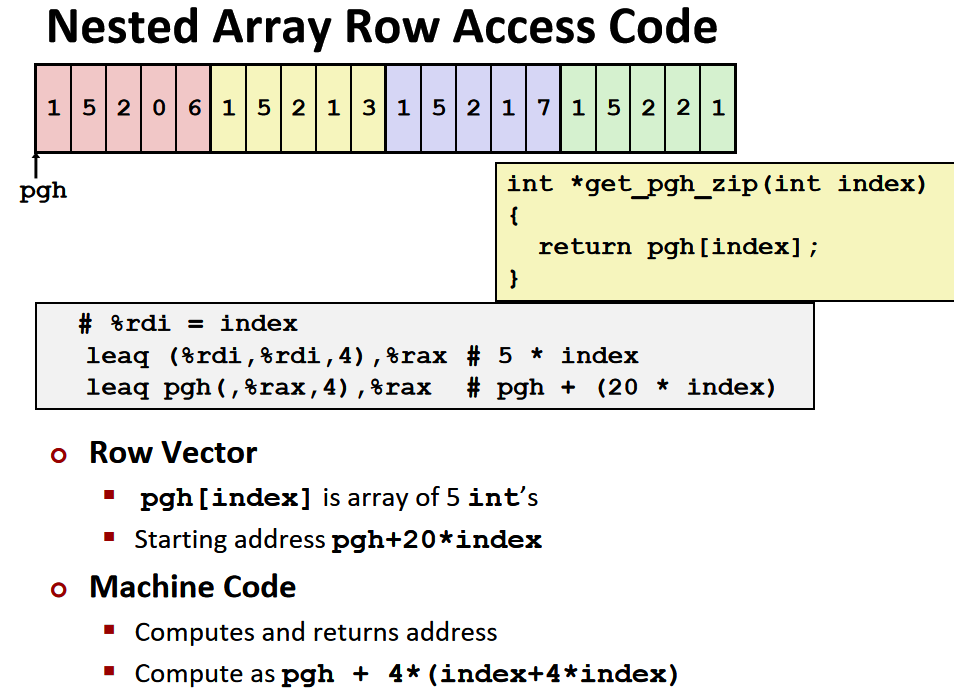 Nested Array Row Access Code
1 5 2 0 6 1 5 2 1 3 1 5 2 1 7 1 5 2 2 1
pgh
int *get_pgh_zip(int index)
{
return pgh[index];
}
# %rdi = index
leaq (%rdi,%rdi,4),%rax # 5 * index
leaq pgh(,%rax,4),%rax # pgh + (20 * index)
Row Vector
pgh[index] is array of 5 int’s
Starting address pgh+20*index
Machine Code
Computes and returns address
Compute as pgh + 4*(index+4*index)